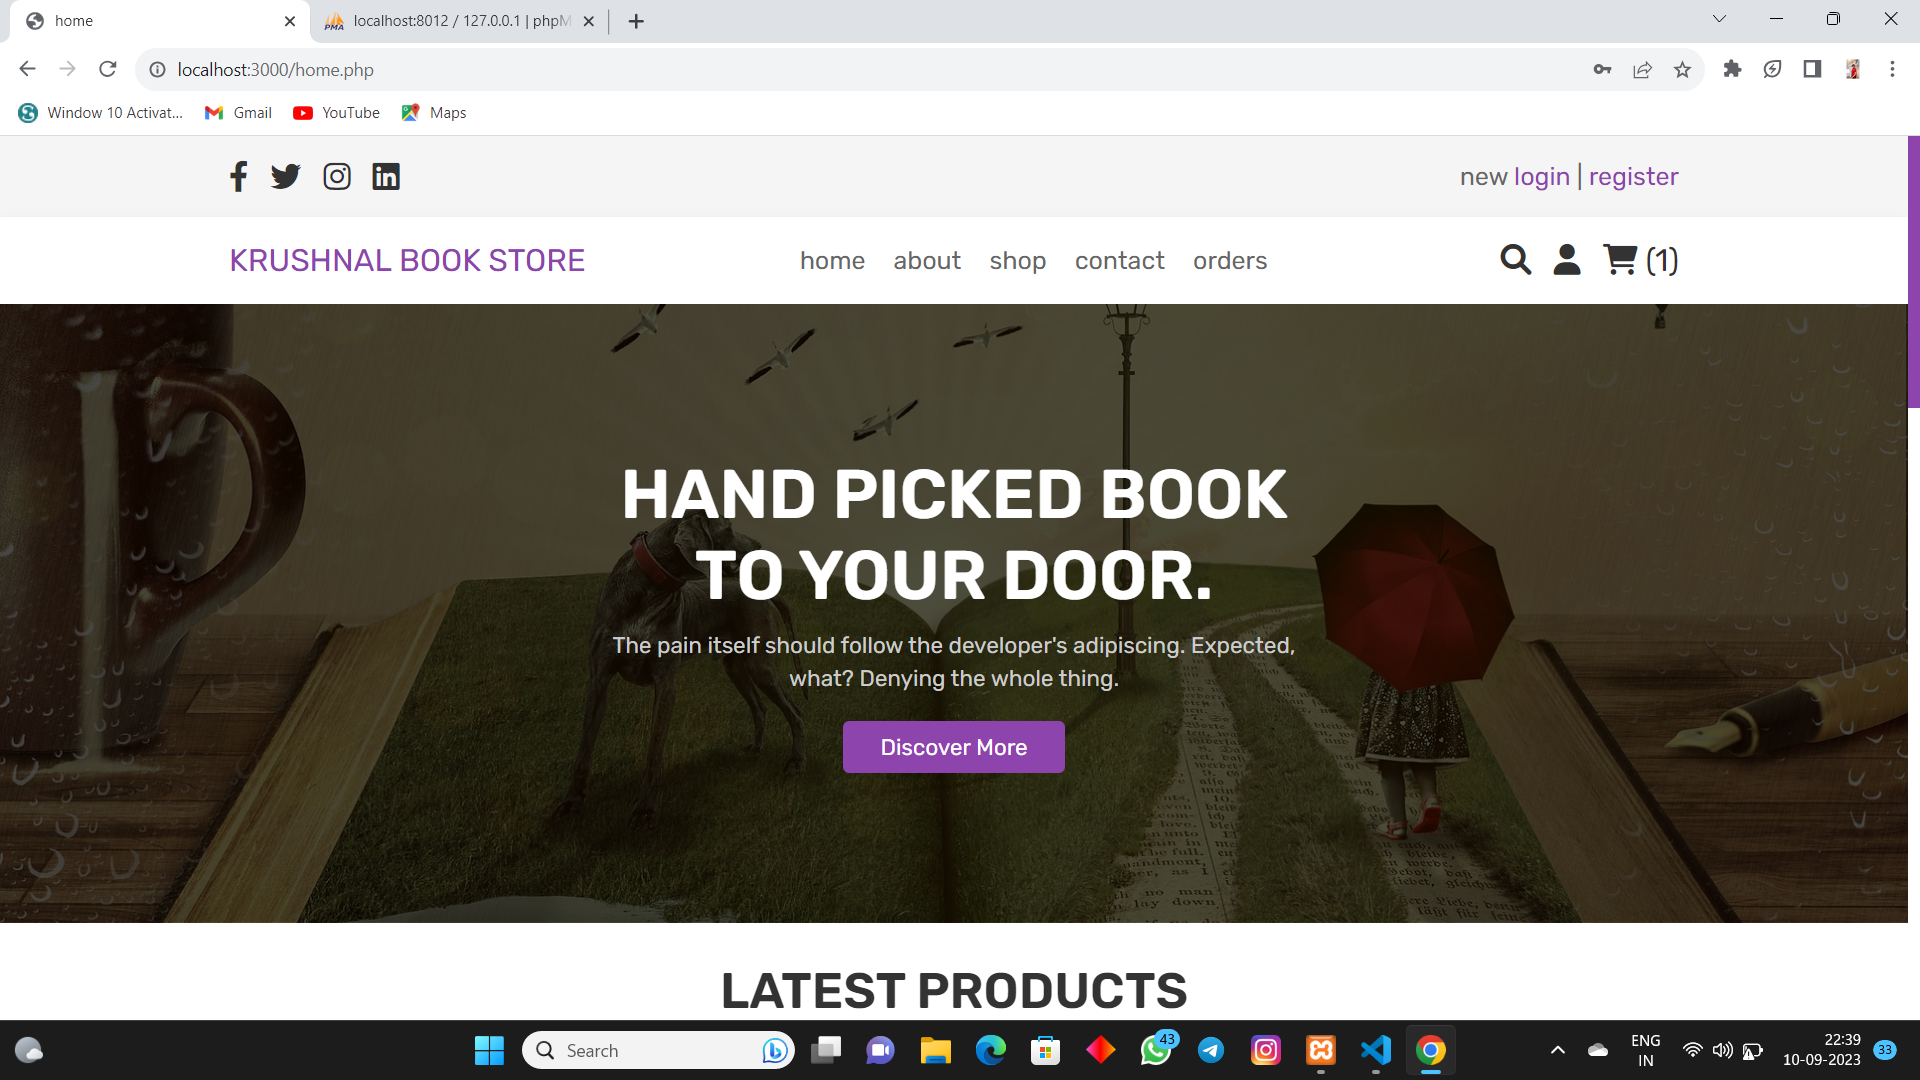 home
localhost:8012 / 127.0.0.1 | phpM
localhost:3000/home.php
Window 10 Activat...
Gmail
YouTube
Maps
new login | register
KRUSHNAL BOOK STORE
home
about
shop
contact
orders
(1)
HAND PICKED BOOK
TO YOUR DOOR.
The pain itself should follow the developer's adipiscing. Expected,
what? Denying the whole thing.
Discover More
LATEST PRODUCTS
Search
43
ENG
IN
22:39
10-09-2023
33